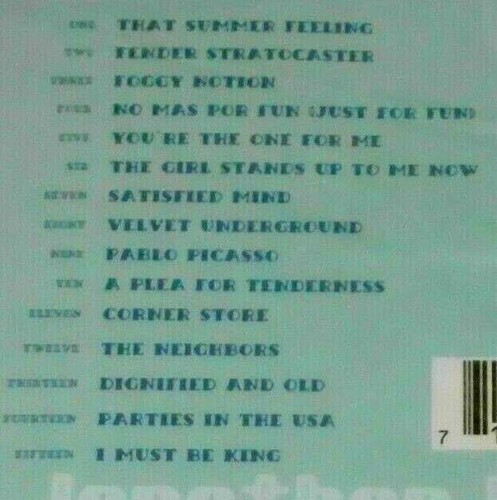 ONE THAT SUMMER FEELING
TWO FENDER STRATOCASTER
THREE FOGGY NOTION
FOUR NO MAS POR FUN (JUST FOR FUN)
FIVE YOU'RE THE ONE FOR ME
SIX THE GIRL STANDS UP TO ME NOW
SEVEN SATISFIED MIND
EIGHT VELVET UNDERGROUND
NINE PABLO PICASSO
TEN A PLEA FOR TENDERNESS
ELEVEN CORNER STORE
TWELVE THE NEIGHBORS
THIRTEEN DIGNIFIED AND OLD
FOURTEEN PARTIES IN THE USA
7
FIFTEEN I MUST BE KING